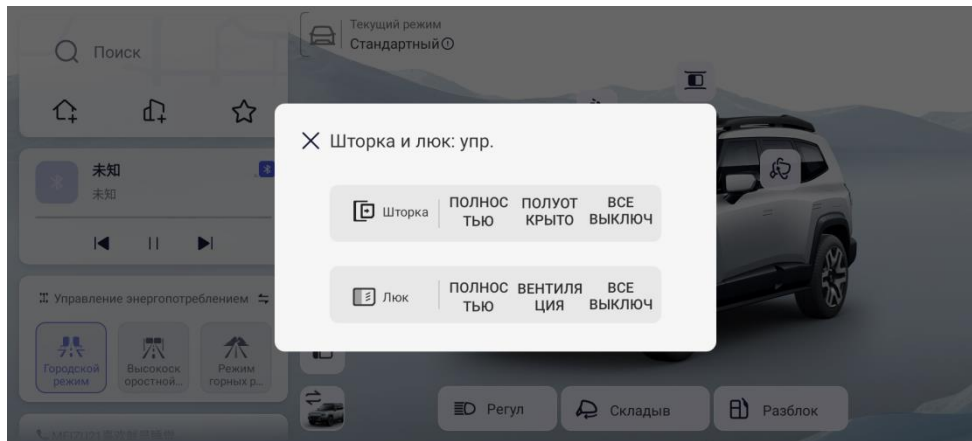 Поиск
未知
未知
Управление энергопотреблением
Городской
режим
Высокоск
оростной...
Режим
горных р...
Текущий режим
Стандартный
Шторка и люк: упр.
Шторка
ПОЛНОС
ТЬЮ
ПОЛУОТ
КРЫТО
ВСЕ
ВЫКЛЮЧ
Люк
ПОЛНОС
ТЬЮ
ВЕНТИЛЯ
ЦИЯ
ВСЕ
ВЫКЛЮЧ
Регул
Складыв
Разблок